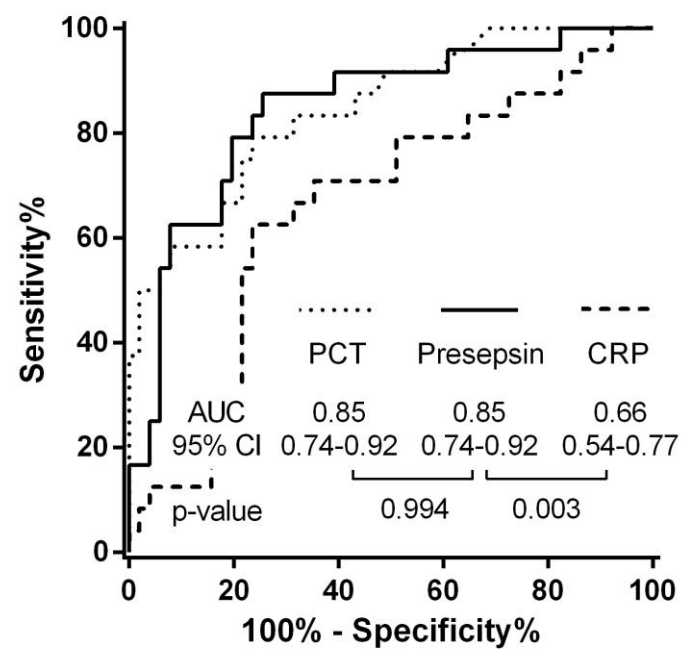 100
80
60
40
20
0
Sensitivity%
PCT Presepsin CRP
AUC 0.85 0.85 0.66
95% CI 0.74-0.92 0.74-0.92 0.54-0.77
p-value 0.994 0.003
0 20 40 60 80 100
100% - Specificity%